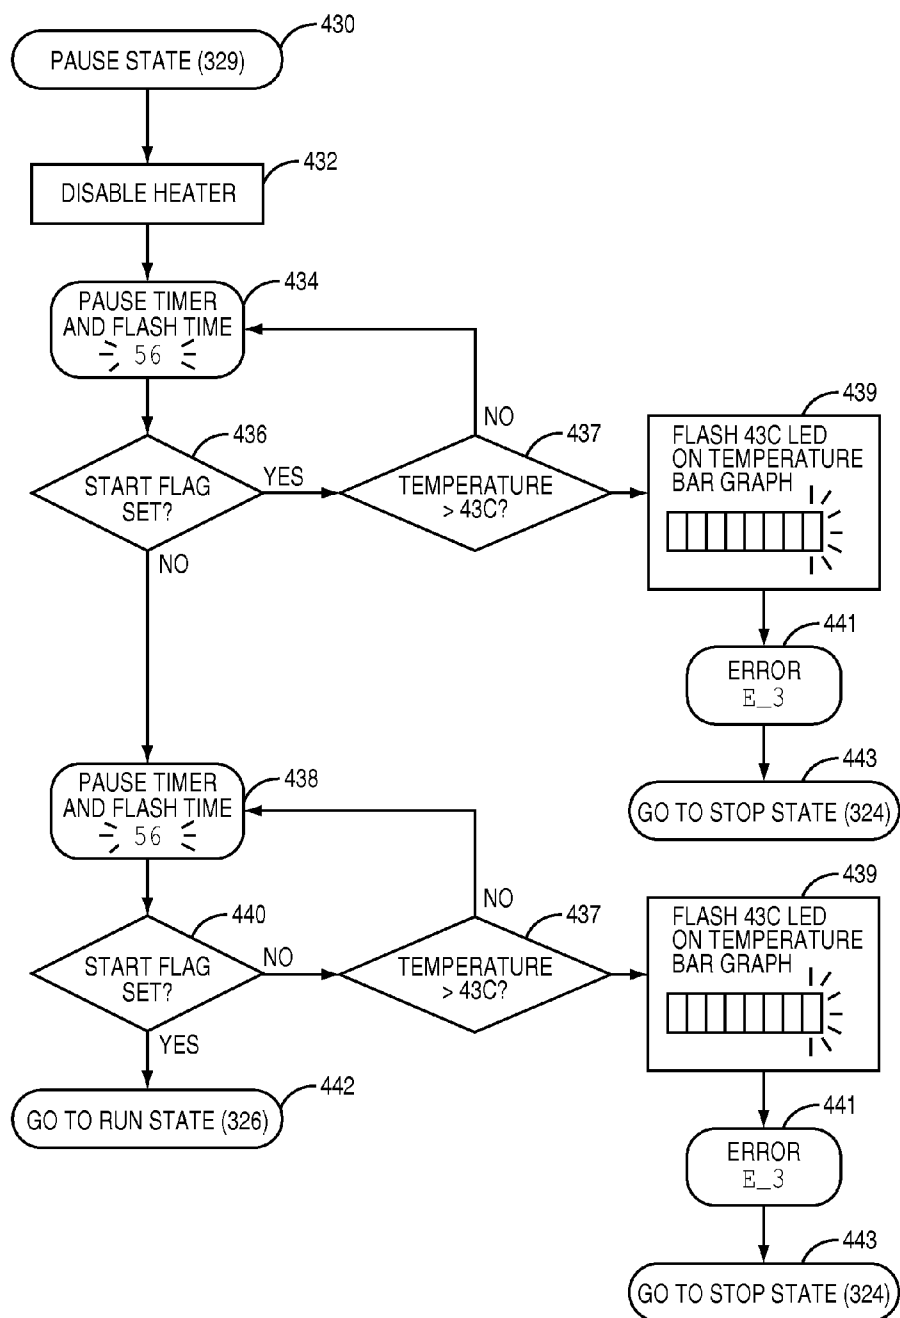 430
PAUSE STATE (329)
432
DISABLE HEATER
434
PAUSE TIMER
AND FLASH TIME
56
436
START FLAG
SET?
YES
NO
437
TEMPERATURE
> 43C?
NO
439
FLASH 43C LED
ON TEMPERATURE
BAR GRAPH
441
ERROR
E_3
443
GO TO STOP STATE (324)
438
PAUSE TIMER
AND FLASH TIME
56
440
START FLAG
SET?
NO
YES
437
TEMPERATURE
> 43C?
NO
439
FLASH 43C LED
ON TEMPERATURE
BAR GRAPH
442
GO TO RUN STATE (326)
441
ERROR
E_3
443
GO TO STOP STATE (324)